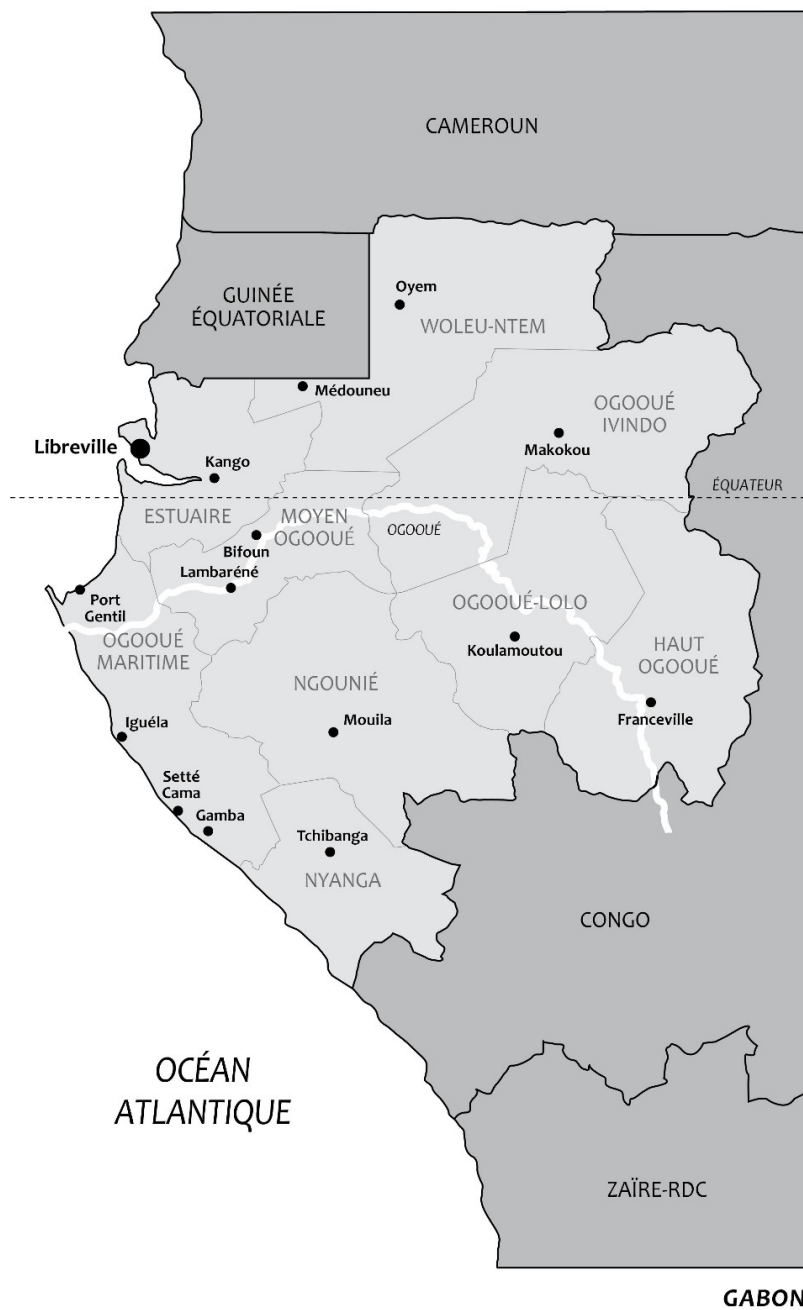 CAMEROUN
GUINÉE
ÉQUATORIALE
Oyem
WOLEU-NTEM
Médouneu
OGOOUÉ
IVINDO
Makokou
Libreville
Kango
ÉQUATEUR
ESTUAIRE
MOYEN
OGOOUÉ
OGOOUÉ
Bifoun
Lambaréné
Port
Gentil
OGOOUÉ-LOLO
OGOOUÉ
MARITIME
Koulamoutou
HAUT
OGOOUÉ
NGOUNIÉ
Franceville
Iguéla
Mouila
Setté
Cama
Gamba
Tchibanga
NYANGA
CONGO
OCÉAN
ATLANTIQUE
ZAÏRE-RDC
GABON